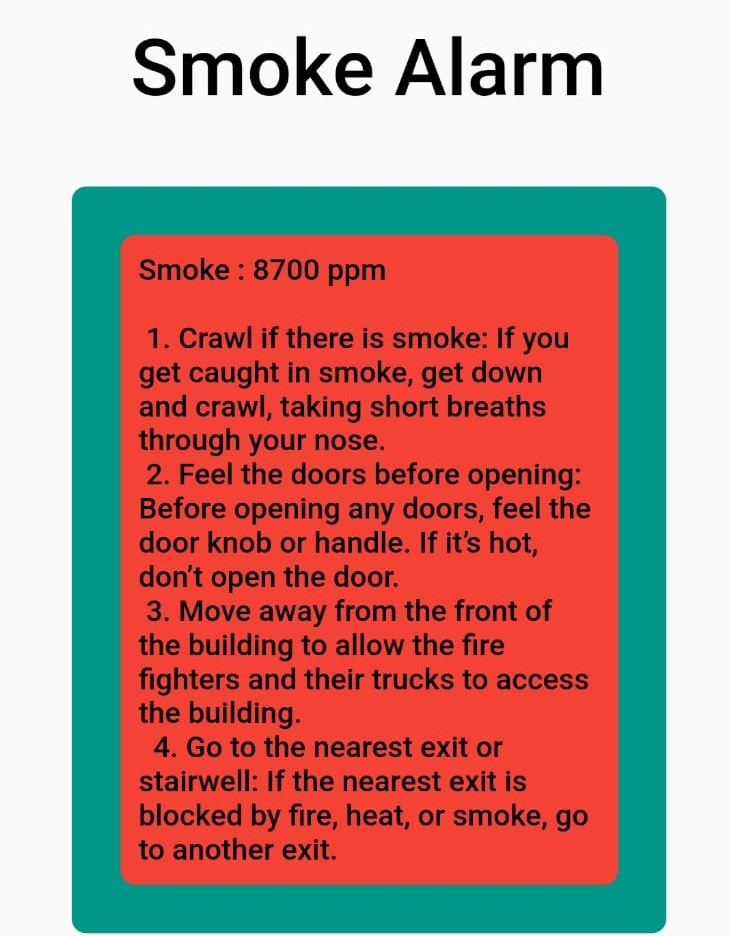 Smoke Alarm
Smoke : 8700 ppm
1. Crawl if there is smoke: If you
get caught in smoke, get down
and crawl, taking short breaths
through your nose.
2. Feel the doors before opening:
Before opening any doors, feel the
door knob or handle. If it’s hot,
don’t open the door.
3. Move away from the front of
the building to allow the fire
fighters and their trucks to access
the building.
4. Go to the nearest exit or
stairwell: If the nearest exit is
blocked by fire, heat, or smoke, go
to another exit.